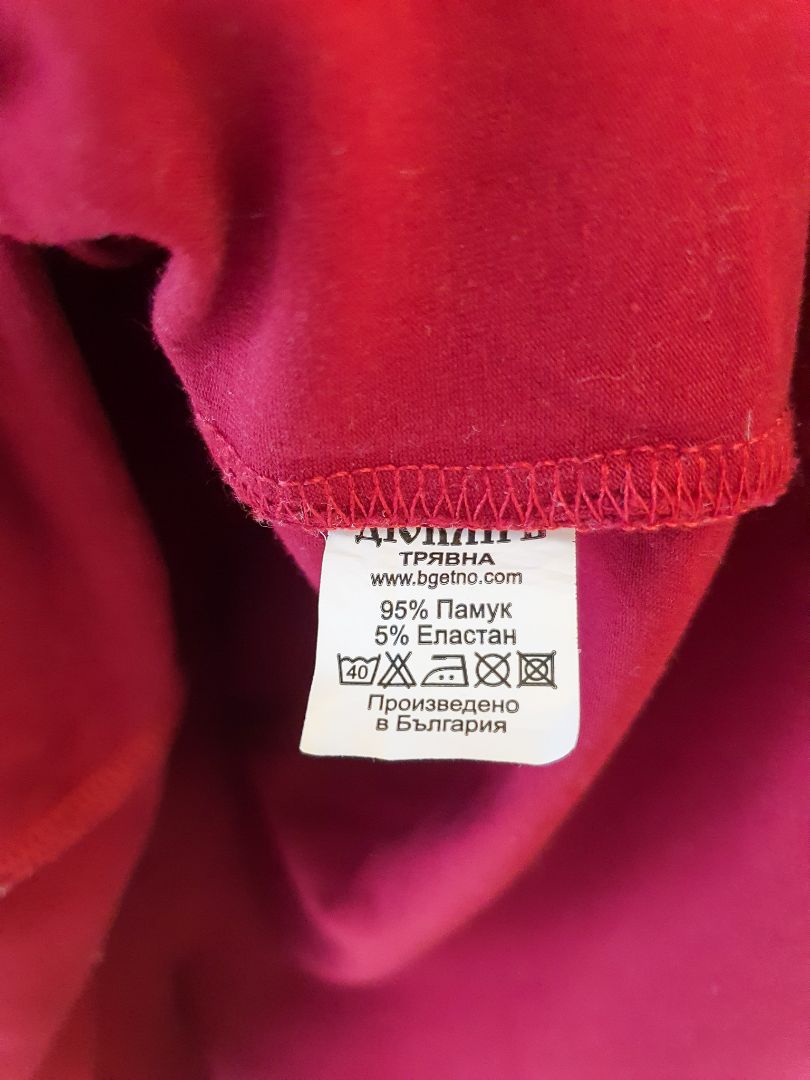 ТРЯВНА
www.bgetno.com
95% Памук
5% Еластан
40
Произведено
в България